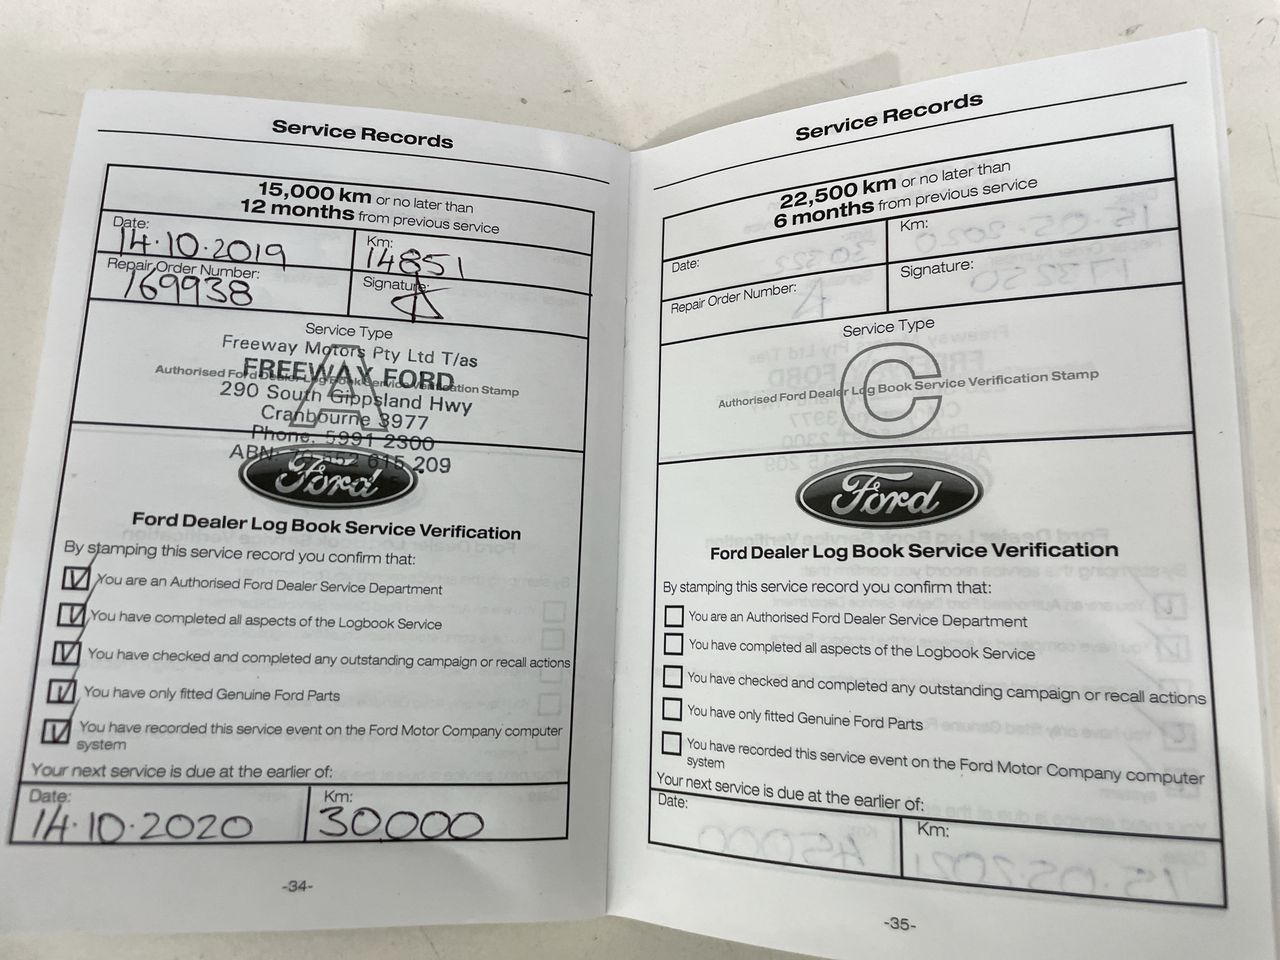 Service Records
15,000 km or no later than
12 months from previous service
Date:
14.10.2019
Km:
14851
Repair Order Number:
169938
Signature:
Service Type
A
Authorised Ford Dealer Log Book Service Verification Stamp
Freeway Motors Pty Ltd T/as
FREEWAY FORD
290 South Gippsland Hwy
Cranbourne 3977
Phone: 5991 2300
ABN: 615 209
Ford
Ford Dealer Log Book Service Verification
By stamping this service record you confirm that:
You are an Authorised Ford Dealer Service Department
You have completed all aspects of the Logbook Service
You have checked and completed any outstanding campaign or recall actions
You have only fitted Genuine Ford Parts
You have recorded this service event on the Ford Motor Company computer
system
Your next service is due at the earlier of:
Date:
14.10.2020
Km:
30000
-34-
Service Records
22,500 km or no later than
6 months from previous service
Date:
Km:
Repair Order Number:
Signature:
Service Type
C
Authorised Ford Dealer Log Book Service Verification Stamp
Ford
Ford Dealer Log Book Service Verification
By stamping this service record you confirm that:
You are an Authorised Ford Dealer Service Department
You have completed all aspects of the Logbook Service
You have checked and completed any outstanding campaign or recall actions
You have only fitted Genuine Ford Parts
You have recorded this service event on the Ford Motor Company computer
system
Your next service is due at the earlier of:
Date:
Km:
-35-